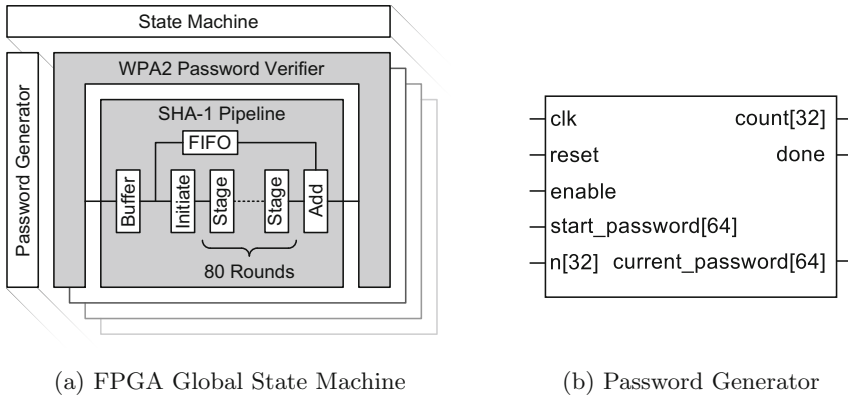 State Machine
Password Generator
WPA2 Password Verifier
SHA-1 Pipeline
FIFO
Buffer
Initiate
Stage
Stage
Add
80 Rounds
clk count[32]
reset done
enable
start_password[64]
n[32] current_password[64]
(a) FPGA Global State Machine
(b) Password Generator